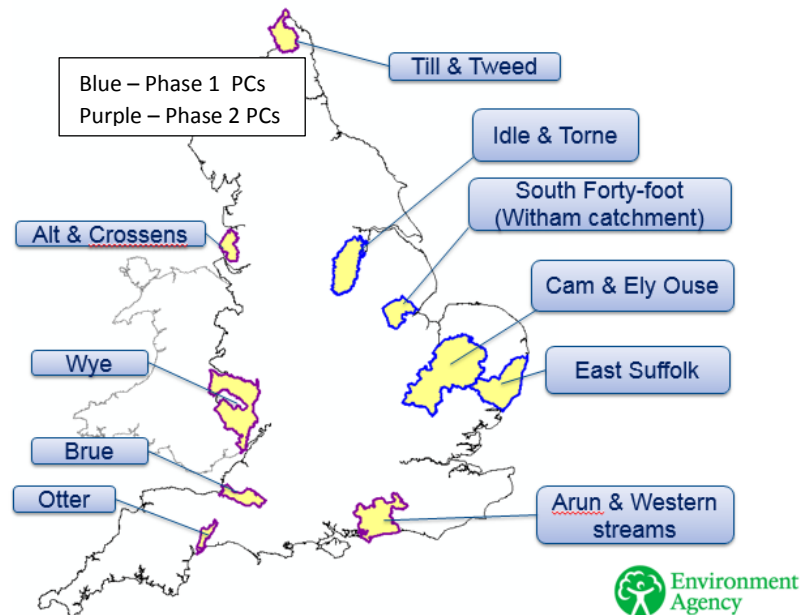 Till & Tweed
Blue – Phase 1 PCs
Purple – Phase 2 PCs
Idle & Torne
South Forty-foot
(Witham catchment)
Alt & Crossens
Cam & Ely Ouse
Wye
East Suffolk
Brue
Otter
Arun & Western
streams
Environment
Agency